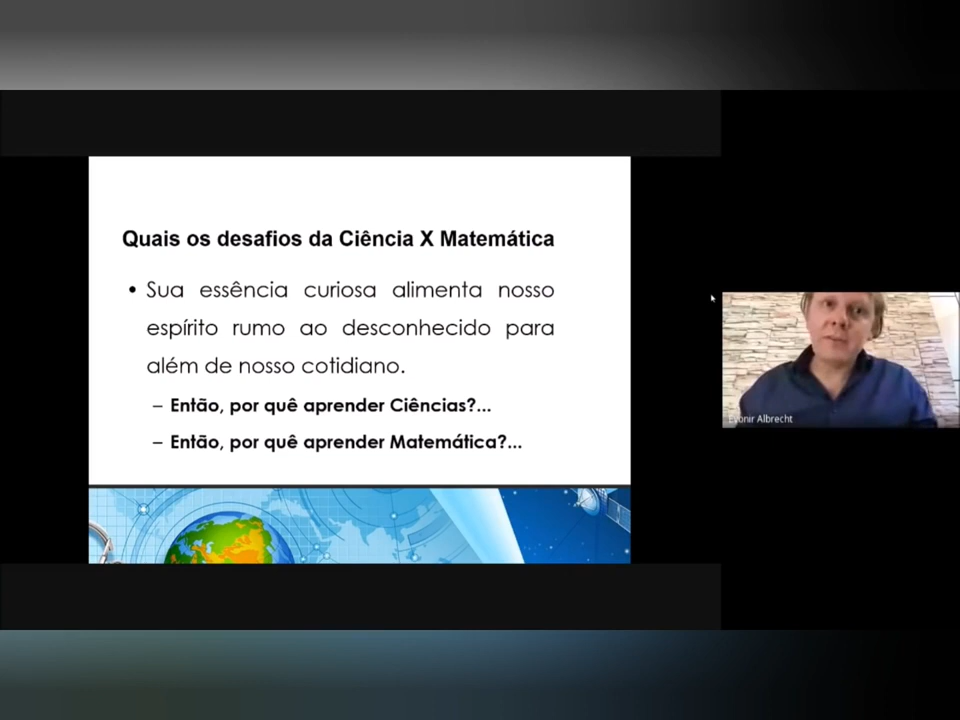 Quais os desafios da Ciência X Matemática
• Sua essência curiosa alimenta nosso
espírito rumo ao desconhecido para
além de nosso cotidiano.
– Então, por quê aprender Ciências?...
– Então, por quê aprender Matemática?...
Evonir Albrecht